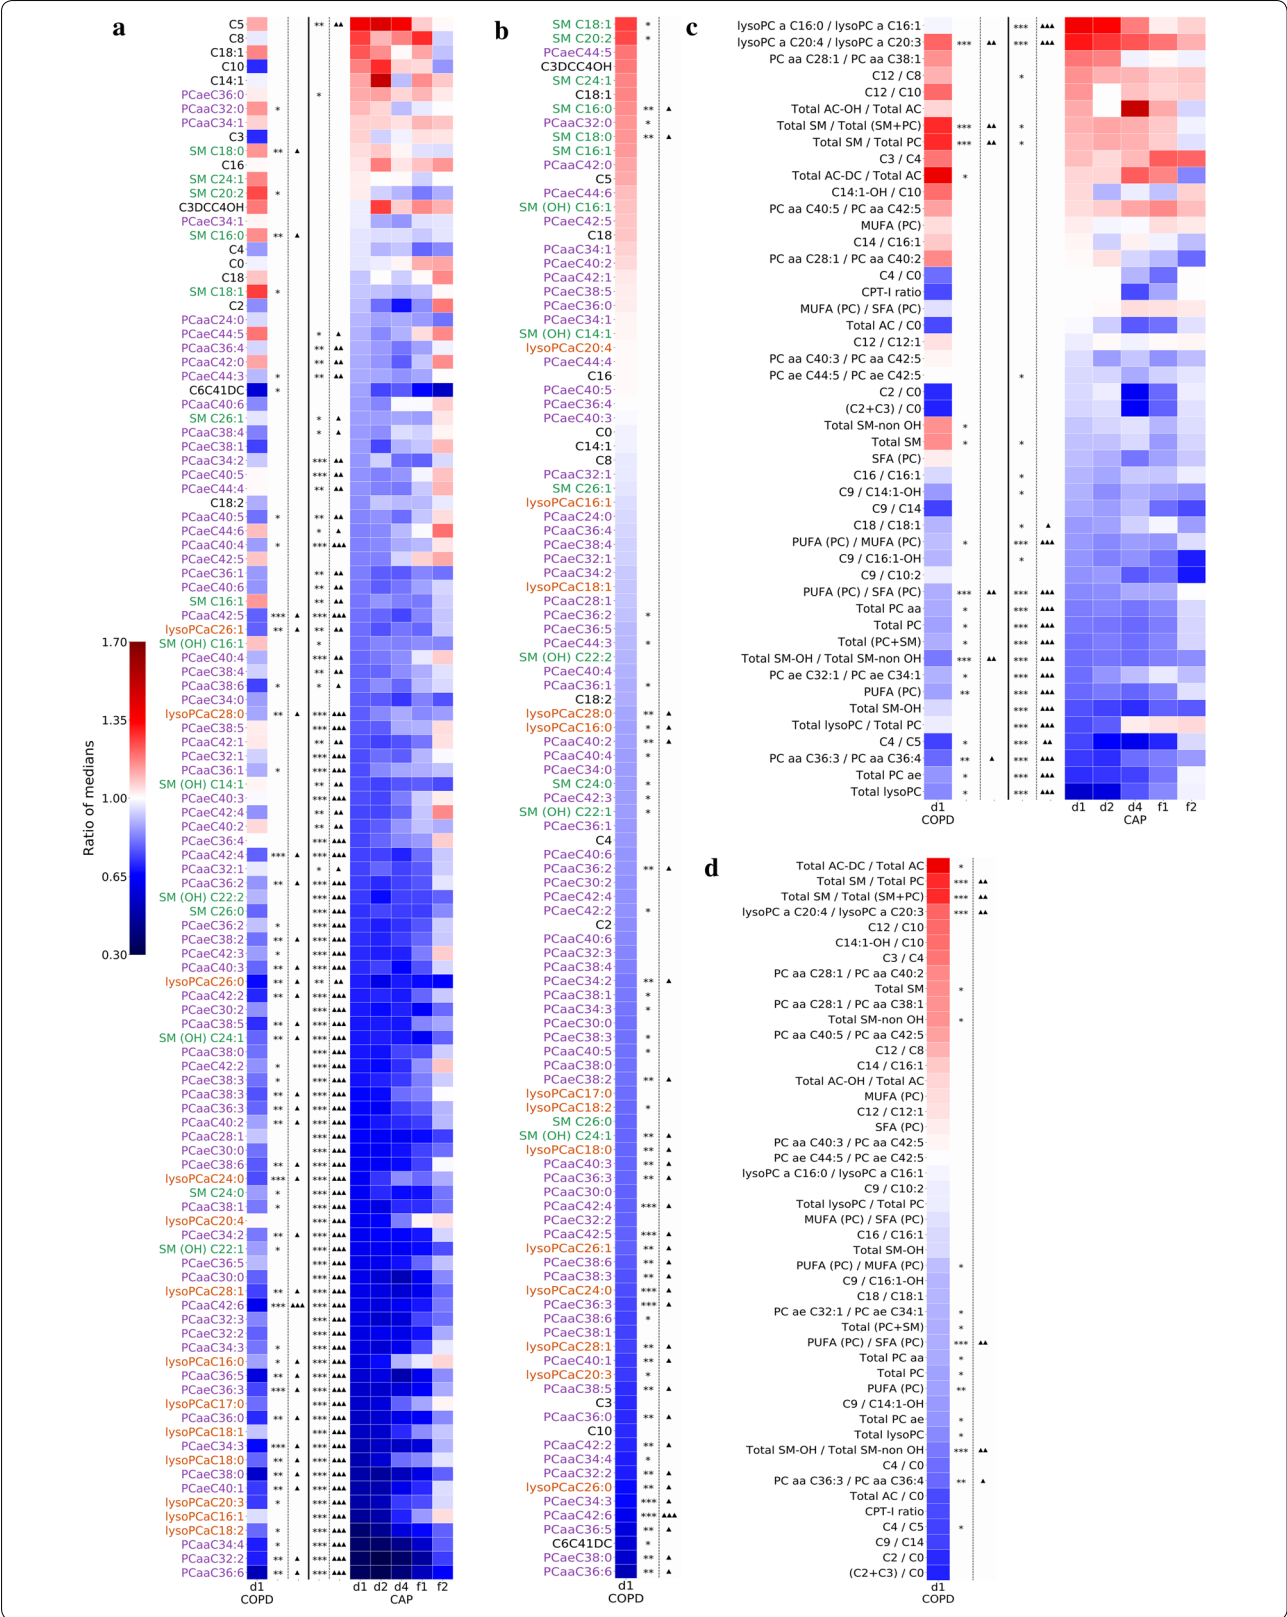 a
C5 ** ▲▲
C8
C18:1
C10
C14:1
PCaeC36:0 *
PCaaC32:0 *
PCaaC34:1
C3
SM C18:0 ** ▲
C16
SM C24:1
SM C20:2 *
C3DCC4OH
PCaeC34:1
SM C16:0 ** ▲
C4
C0
C18
SM C18:1 *
C2
PCaaC24:0
PCaeC44:5 * ▲
PCaaC36:4 ** ▲▲
PCaaC42:0 ** ▲▲
PCaeC44:3 * ** ▲▲
C6C41DC *
PCaaC40:6
SM C26:1 * ▲
PCaaC38:4 * ▲
PCaeC38:1
PCaaC34:2 *** ▲▲
PCaeC40:5 *** ▲▲
PCaeC44:4 ** ▲▲
C18:2
PCaaC40:5 * ** ▲▲
PCaeC44:6 * ▲
PCaaC40:4 * *** ▲▲▲
PCaeC42:5
PCaeC36:1 ** ▲▲
PCaeC40:6 ** ▲▲
SM C16:1 ** ▲▲
PCaaC42:5 *** ▲ *** ▲▲▲
lysoPCaC26:1 ** ▲ ** ▲▲
SM (OH) C16:1 *
PCaeC40:4 *** ▲▲
PCaeC38:4 ** ▲▲
PCaaC38:6 * * ▲
PCaeC34:0
lysoPCaC28:0 ** ▲ *** ▲▲▲
PCaeC38:5 *** ▲▲▲
PCaaC42:1 ** ▲▲
PCaeC32:1 *** ▲▲▲
PCaaC36:1 * *** ▲▲▲
SM (OH) C14:1 ** ▲▲
PCaeC40:3 *** ▲▲▲
PCaeC42:4 ** ▲▲
PCaeC40:2 ** ▲▲
PCaeC36:4 *** ▲▲▲
PCaaC42:4 *** ▲ *** ▲▲▲
PCaaC32:1 * ▲
PCaaC36:2 ** ▲ *** ▲▲▲
SM (OH) C22:2 *** ▲▲▲
SM C26:0 *** ▲▲▲
PCaeC36:2 * *** ▲▲▲
PCaeC38:2 ** ▲ *** ▲▲▲
PCaeC42:3 * *** ▲▲▲
PCaaC40:3 ** ▲ *** ▲▲▲
lysoPCaC26:0 ** ▲ ** ▲▲
PCaaC42:2 ** ▲ *** ▲▲▲
PCaeC30:2 *** ▲▲▲
PCaaC38:5 ** ▲ *** ▲▲▲
SM (OH) C24:1 ** ▲ *** ▲▲▲
PCaaC38:0 *** ▲▲▲
PCaeC42:2 * *** ▲▲▲
PCaeC38:3 * *** ▲▲▲
PCaaC38:3 ** ▲ *** ▲▲▲
PCaaC36:3 ** ▲ *** ▲▲▲
PCaaC40:2 ** ▲ *** ▲▲▲
PCaaC28:1 *** ▲▲▲
PCaeC30:0 *** ▲▲▲
PCaeC38:6 ** ▲ *** ▲▲▲
lysoPCaC24:0 *** ▲ *** ▲▲▲
SM C24:0 * *** ▲▲▲
PCaaC38:1 * *** ▲▲▲
lysoPCaC20:4 *** ▲▲▲
PCaeC34:2 ** ▲ *** ▲▲▲
SM (OH) C22:1 * *** ▲▲▲
PCaeC36:5 *** ▲▲▲
PCaaC30:0 *** ▲▲▲
lysoPCaC28:1 ** ▲ *** ▲▲▲
PCaaC42:6 *** ▲▲▲ *** ▲▲▲
PCaaC32:3 *** ▲▲▲
PCaeC32:2 *** ▲▲▲
PCaaC34:3 * *** ▲▲▲
lysoPCaC16:0 * ▲ *** ▲▲▲
PCaaC36:5 ** ▲ *** ▲▲▲
PCaeC36:3 *** ▲ *** ▲▲▲
lysoPCaC17:0 *** ▲▲▲
PCaaC36:0 ** ▲ *** ▲▲▲
lysoPCaC18:1 *** ▲▲▲
PCaeC34:3 *** ▲ *** ▲▲▲
lysoPCaC18:0 ** ▲ *** ▲▲▲
PCaeC38:0 ** ▲ *** ▲▲▲
PCaeC40:1 ** ▲ *** ▲▲▲
lysoPCaC20:3 * *** ▲▲▲
lysoPCaC16:1 *** ▲▲▲
lysoPCaC18:2 * *** ▲▲▲
PCaaC34:4 * *** ▲▲▲
PCaaC32:2 ** ▲ *** ▲▲▲
PCaaC36:6 ** ▲ *** ▲▲▲
d1 d1 d2 d4 f1 f2
COPD CAP
Ratio of medians
1.70
1.35
1.00
0.65
0.30
b
SM C18:1 *
SM C20:2 *
PCaeC44:5
C3DCC4OH
SM C24:1
C18:1
SM C16:0 ** ▲
PCaaC32:0 *
SM C18:0 ** ▲
SM C16:1
PCaaC42:0
C5
PCaeC44:6
SM (OH) C16:1
PCaeC42:5
C18
PCaaC34:1
PCaeC40:2
PCaaC42:1
PCaeC38:5
PCaeC36:0
PCaeC34:1
SM (OH) C14:1
lysoPCaC20:4
PCaeC44:4
C16
PCaeC40:5
PCaeC36:4
PCaeC40:3
C0
C14:1
C8
PCaaC32:1
SM C26:1
lysoPCaC16:1
PCaaC24:0
PCaaC36:4
PCaaC38:4
PCaeC32:1
PCaaC34:2
lysoPCaC18:1
PCaaC28:1
PCaeC36:2 *
PCaeC36:5
PCaeC44:3 *
SM (OH) C22:2
PCaeC40:4
PCaaC36:1 *
C18:2
lysoPCaC28:0 ** ▲
lysoPCaC16:0 * ▲
PCaaC40:2 ** ▲
PCaaC40:4 *
PCaeC34:0
SM C24:0 *
PCaeC42:3 *
SM (OH) C22:1 *
PCaeC36:1
C4
PCaeC40:6
PCaaC36:2 ** ▲
PCaeC30:2
PCaeC42:4
PCaeC42:2 *
C2
PCaaC40:6
PCaaC32:3
PCaeC38:4
PCaeC34:2 ** ▲
PCaaC38:1 *
PCaaC34:3 *
PCaeC30:0
PCaeC38:3 *
PCaaC40:5 *
PCaaC38:0
PCaeC38:2 ** ▲
lysoPCaC17:0
lysoPCaC18:2 *
SM C26:0
SM (OH) C24:1 ** ▲
lysoPCaC18:0 ** ▲
PCaaC40:3 ** ▲
PCaaC36:3 ** ▲
PCaaC30:0
PCaaC42:4 *** ▲
PCaeC32:2
PCaaC42:5 *** ▲
lysoPCaC26:1 ** ▲
PCaeC38:6 ** ▲
PCaaC38:3 ** ▲
lysoPCaC24:0 *** ▲
PCaeC36:3 *** ▲
PCaaC38:6 *
PCaeC38:1
lysoPCaC28:1 ** ▲
PCaeC40:1 ** ▲
lysoPCaC20:3 *
PCaaC38:5 ** ▲
C3
PCaaC36:0 ** ▲
C10
PCaaC42:2 ** ▲
PCaaC34:4 *
PCaaC32:2 ** ▲
lysoPCaC26:0 ** ▲
PCaeC34:3 *** ▲
PCaaC42:6 *** ▲▲▲
PCaaC36:5 ** ▲
C6C41DC *
PCaeC38:0 ** ▲
PCaaC36:6 ** ▲
d1
COPD
c
lysoPC a C16:0 / lysoPC a C16:1 *** ▲▲▲
lysoPC a C20:4 / lysoPC a C20:3 *** ▲▲ *** ▲▲▲
PC aa C28:1 / PC aa C38:1
C12 / C8 *
C12 / C10
Total AC-OH / Total AC
Total SM / Total (SM+PC) *** ▲▲ *
Total SM / Total PC *** ▲▲ *
C3 / C4
Total AC-DC / Total AC *
C14:1-OH / C10
PC aa C40:5 / PC aa C42:5
MUFA (PC)
C14 / C16:1
PC aa C28:1 / PC aa C40:2
C4 / C0
CPT-I ratio
MUFA (PC) / SFA (PC)
Total AC / C0
C12 / C12:1
PC aa C40:3 / PC aa C42:5
PC ae C44:5 / PC ae C42:5 *
C2 / C0
(C2+C3) / C0
Total SM-non OH *
Total SM * *
SFA (PC)
C16 / C16:1 *
C9 / C14:1-OH *
C9 / C14
C18 / C18:1 * ▲
PUFA (PC) / MUFA (PC) * *** ▲▲▲
C9 / C16:1-OH *
C9 / C10:2
PUFA (PC) / SFA (PC) *** ▲▲ *** ▲▲▲
Total PC aa * *** ▲▲▲
Total PC * *** ▲▲▲
Total (PC+SM) * *** ▲▲▲
Total SM-OH / Total SM-non OH *** ▲▲ *** ▲▲▲
PC ae C32:1 / PC ae C34:1 * *** ▲▲▲
PUFA (PC) ** *** ▲▲▲
Total SM-OH *** ▲▲▲
Total lysoPC / Total PC *** ▲▲▲
C4 / C5 * *** ▲▲
PC aa C36:3 / PC aa C36:4 ** ▲ *** ▲▲▲
Total PC ae * *** ▲▲▲
Total lysoPC * *** ▲▲▲
d1 d1 d2 d4 f1 f2
COPD CAP
d
Total AC-DC / Total AC *
Total SM / Total PC *** ▲▲
Total SM / Total (SM+PC) *** ▲▲
lysoPC a C20:4 / lysoPC a C20:3 *** ▲▲
C12 / C10
C14:1-OH / C10
C3 / C4
PC aa C28:1 / PC aa C40:2
Total SM *
PC aa C28:1 / PC aa C38:1
Total SM-non OH *
PC aa C40:5 / PC aa C42:5
C12 / C8
C14 / C16:1
Total AC-OH / Total AC
MUFA (PC)
C12 / C12:1
SFA (PC)
PC aa C40:3 / PC aa C42:5
PC ae C44:5 / PC ae C42:5
lysoPC a C16:0 / lysoPC a C16:1
C9 / C10:2
Total lysoPC / Total PC
MUFA (PC) / SFA (PC)
C16 / C16:1
Total SM-OH
PUFA (PC) / MUFA (PC) *
C9 / C16:1-OH
C18 / C18:1
PC ae C32:1 / PC ae C34:1 *
Total (PC+SM) *
PUFA (PC) / SFA (PC) *** ▲▲
Total PC aa *
Total PC *
PUFA (PC) **
C9 / C14:1-OH
Total PC ae *
Total lysoPC *
Total SM-OH / Total SM-non OH *** ▲▲
C4 / C0
PC aa C36:3 / PC aa C36:4 ** ▲
Total AC / C0
CPT-I ratio
C4 / C5 *
C9 / C14
C2 / C0
(C2+C3) / C0
d1
COPD